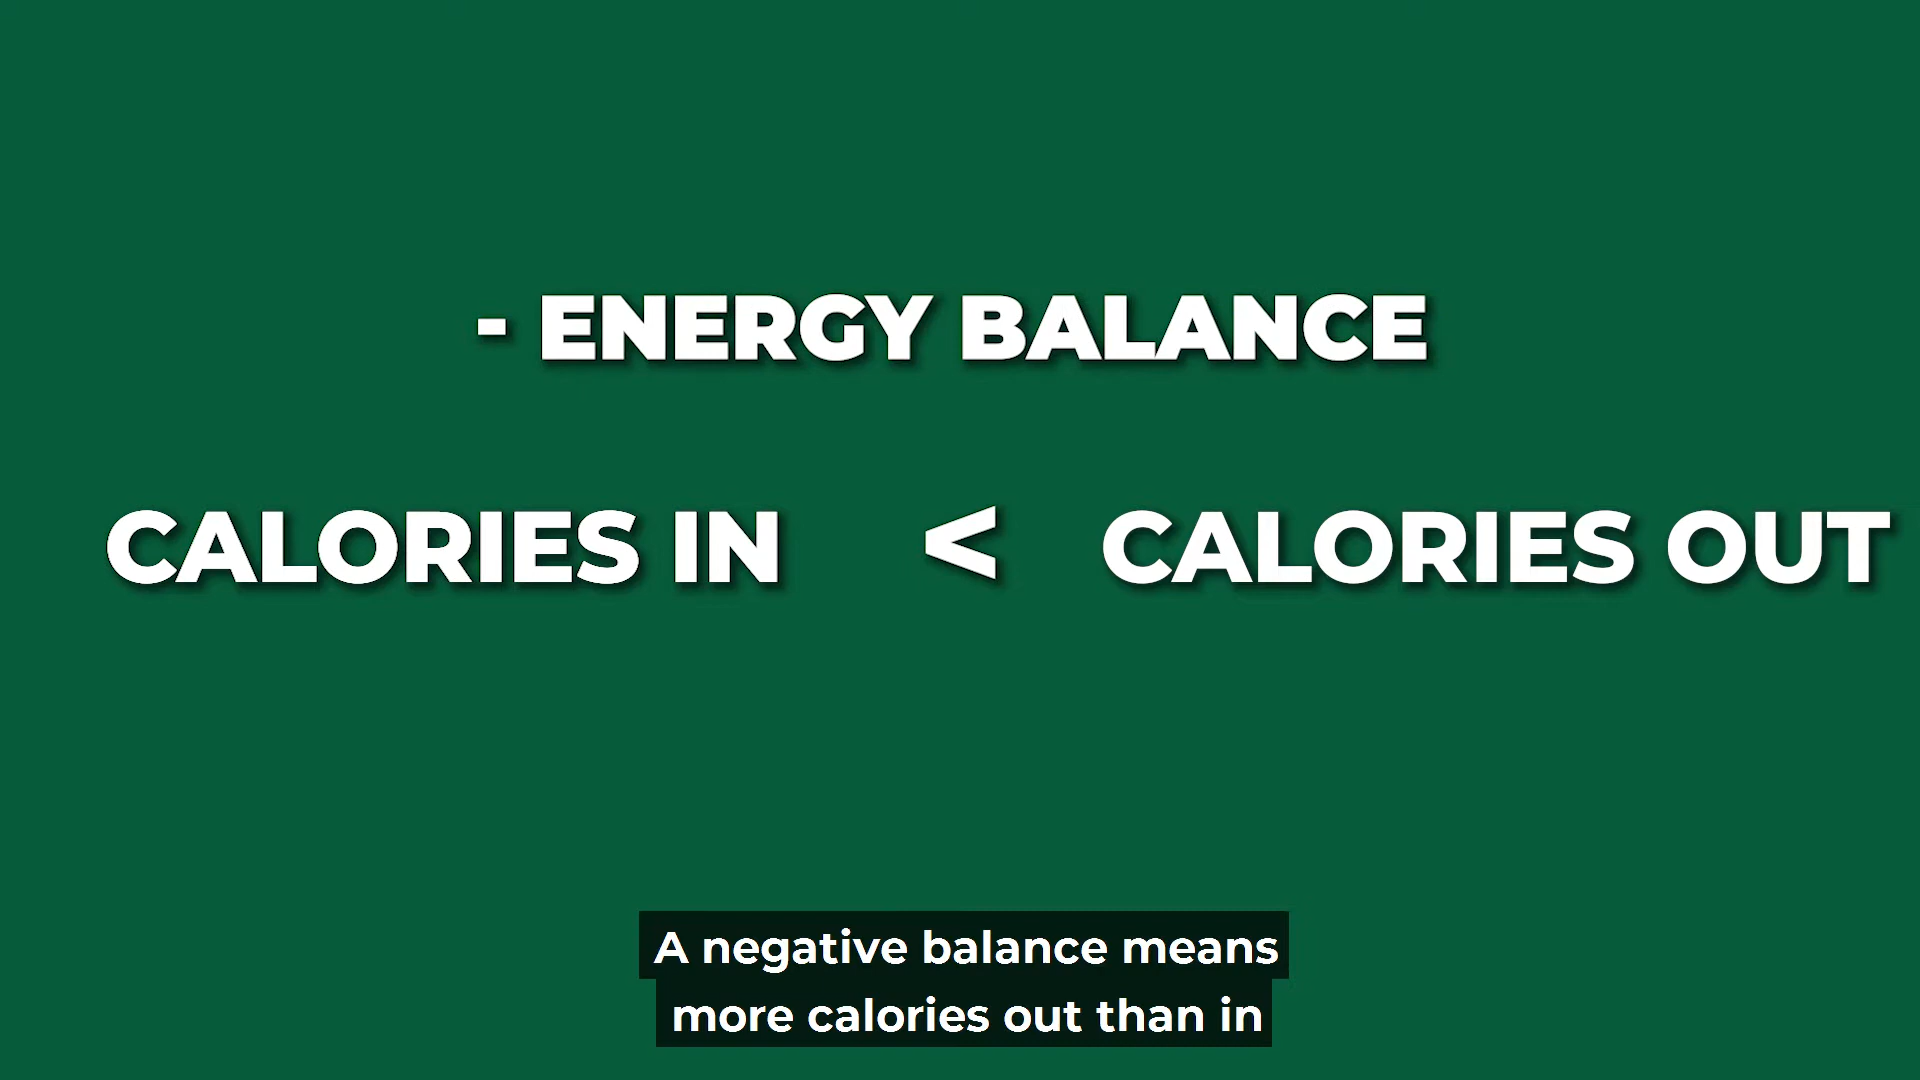 - ENERGY BALANCE
CALORIES IN < CALORIES OUT
A negative balance means
more calories out than in